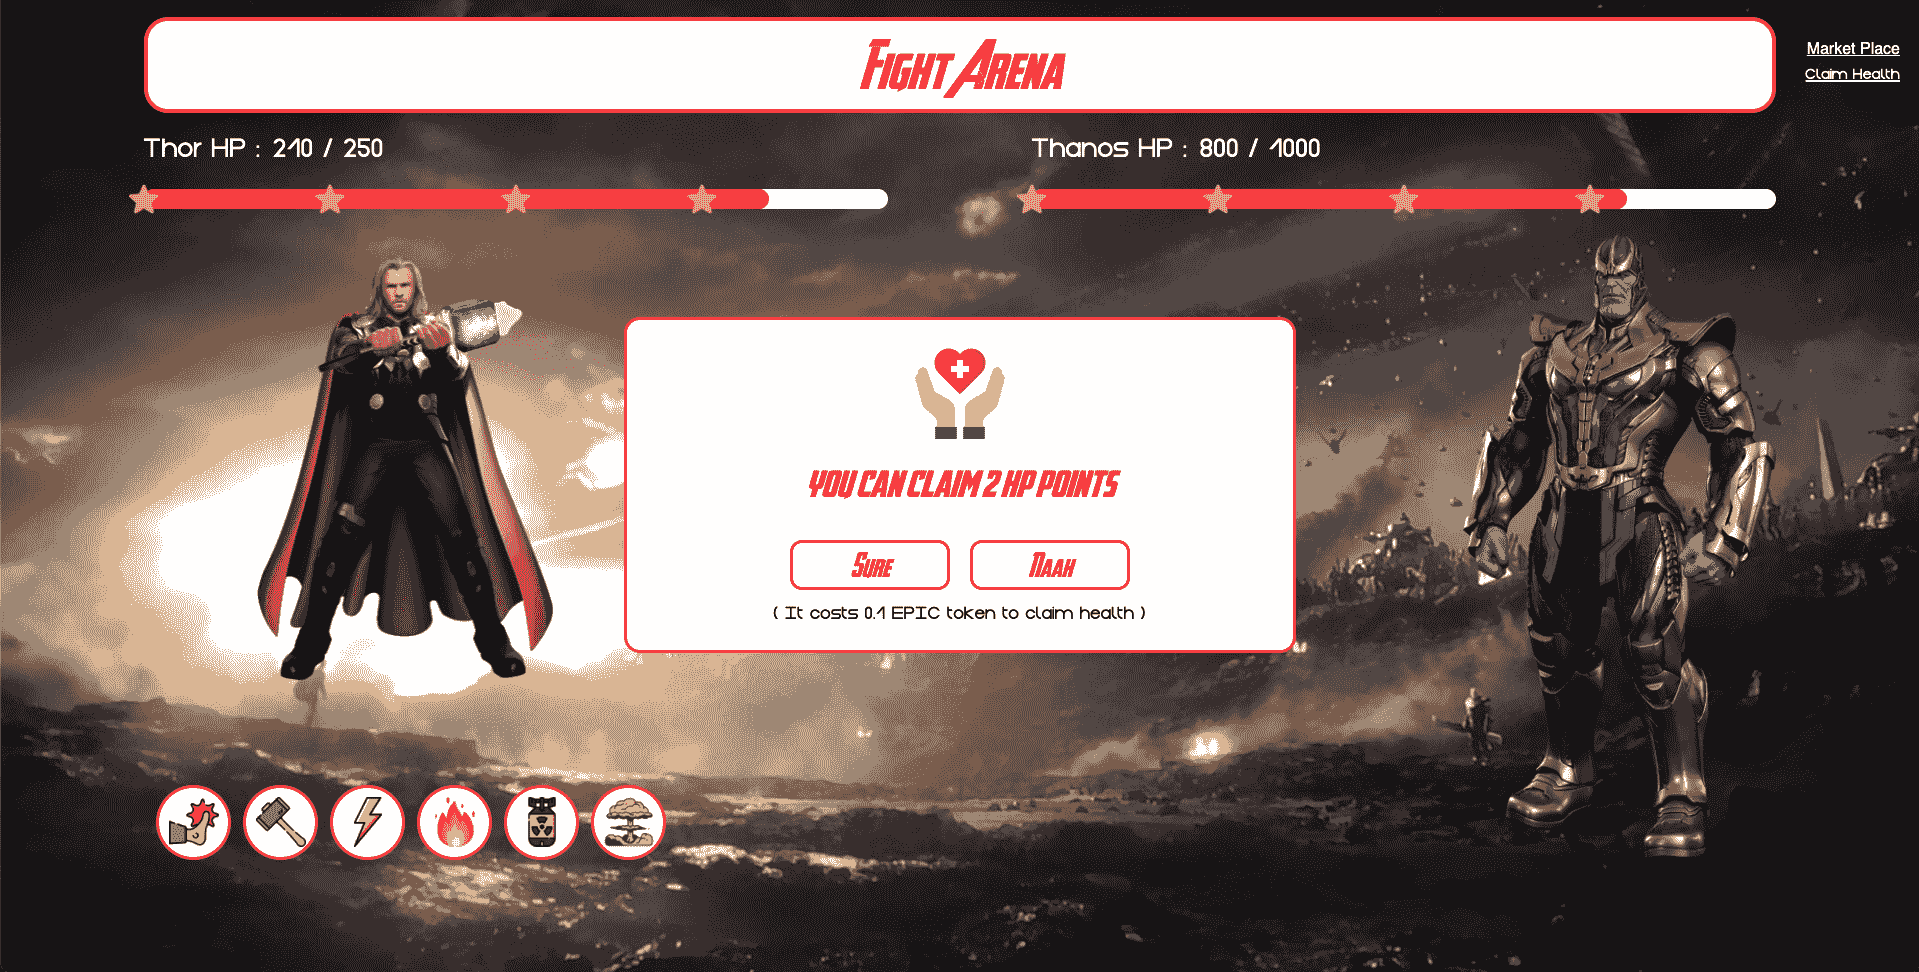 Fight Arena
Market Place
Claim Health
Thor HP : 210 / 250
Thanos HP : 800 / 1000
YOU CAN CLAIM 2 HP POINTS
Sure
Naah
( It costs 0.1 EPIC token to claim health )